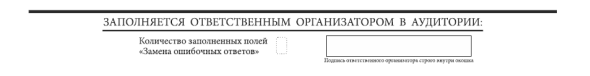 ЗАПОЛНЯЕТСЯ ОТВЕТСТВЕННЫМ ОРГАНИЗАТОРОМ В АУДИТОРИИ:
Количество заполненных полей
«Замена ошибочных ответов»
Подпись ответственного организатора строго внутри окошка